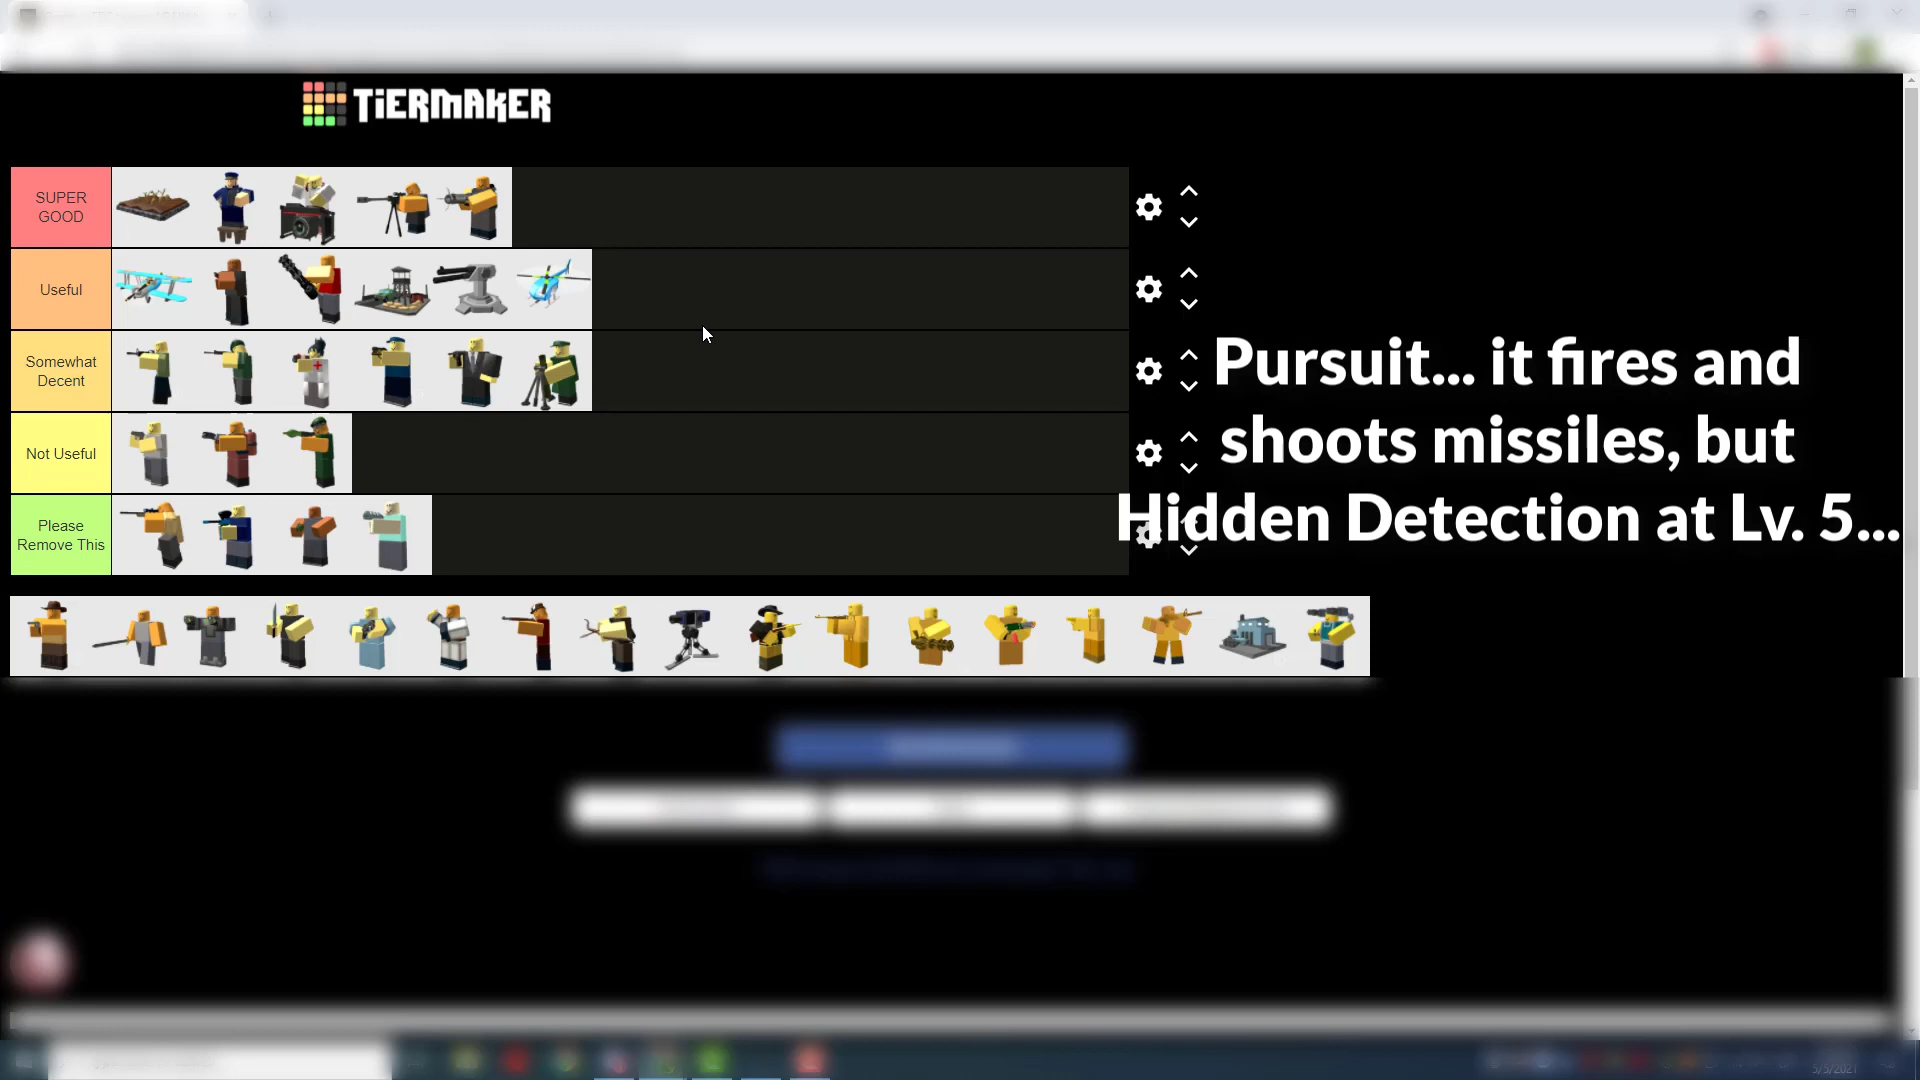 TiERMAKER
SUPER
GOOD
Useful
Somewhat
Decent
Not Useful
Please
Remove This
Pursuit... it fires and
shoots missiles, but
Hidden Detection at Lv. 5...